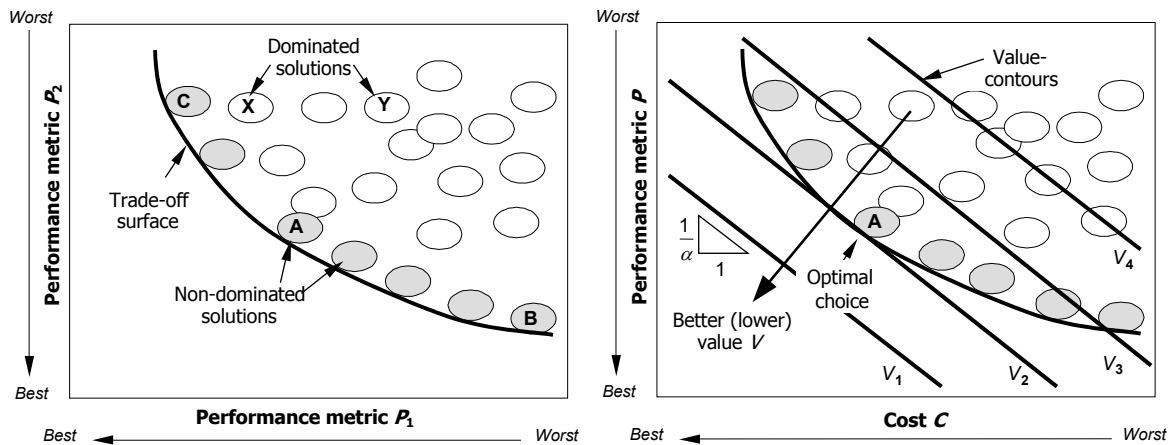 Worst
Performance metric P₂
Best
Dominated
solutions
C
X
Y
Trade-off
surface
A
Non-dominated
solutions
B
Performance metric P₁
Best
Worst
Worst
Performance metric P
Best
Value-
contours
A
1
α
1
Optimal
choice
Better (lower)
value V
V₁
V₂
V₃
V₄
Cost C
Best
Worst